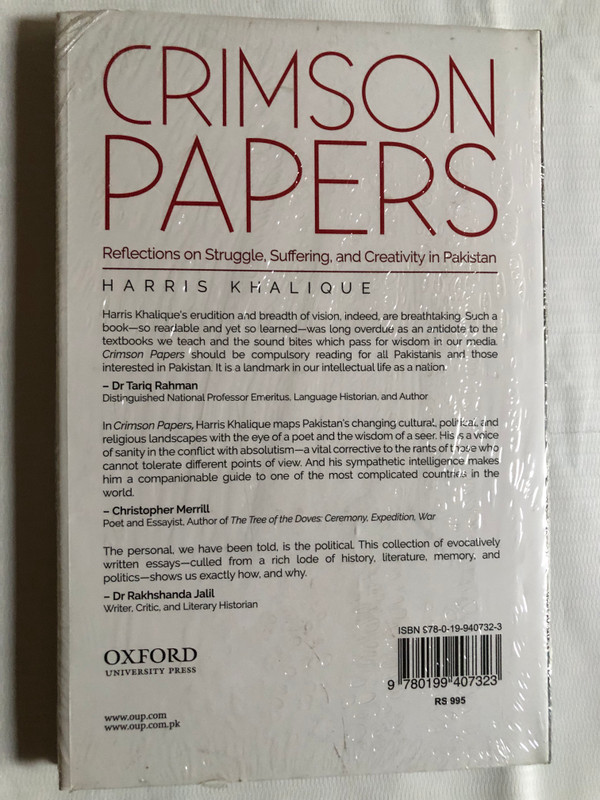 CRIMSON
PAPERS
Reflections on Struggle, Suffering, and Creativity in Pakistan
HARRIS KHALIQUE
Harris Khalique's erudition and breadth of vision, indeed, are breathtaking. Such a
book—so readable and yet so learned—was long overdue as an antidote to the
textbooks we teach and the sound bites which pass for wisdom in our media.
Crimson Papers should be compulsory reading for all Pakistanis and those
interested in Pakistan. It is a landmark in our intellectual life as a nation.
– Dr Tariq Rahman
Distinguished National Professor Emeritus, Language Historian, and Author
In Crimson Papers, Harris Khalique maps Pakistan's changing cultural, political, and
religious landscapes with the eye of a poet and the wisdom of a seer. His is a voice
of sanity in the conflict with absolutism—a vital corrective to the rants of those who
cannot tolerate different points of view. And his sympathetic intelligence makes
him a companionable guide to one of the most complicated countries in the
world.
– Christopher Merrill
Poet and Essayist, Author of The Tree of the Doves: Ceremony, Expedition, War
The personal, we have been told, is the political. This collection of evocatively
written essays—culled from a rich lode of history, literature, memory, and
politics—shows us exactly how, and why.
– Dr Rakhshanda Jalil
Writer, Critic, and Literary Historian
ISBN 978-0-19-940732-3
9 780199 407323
RS 995
OXFORD
UNIVERSITY PRESS
www.oup.com
www.oup.com.pk